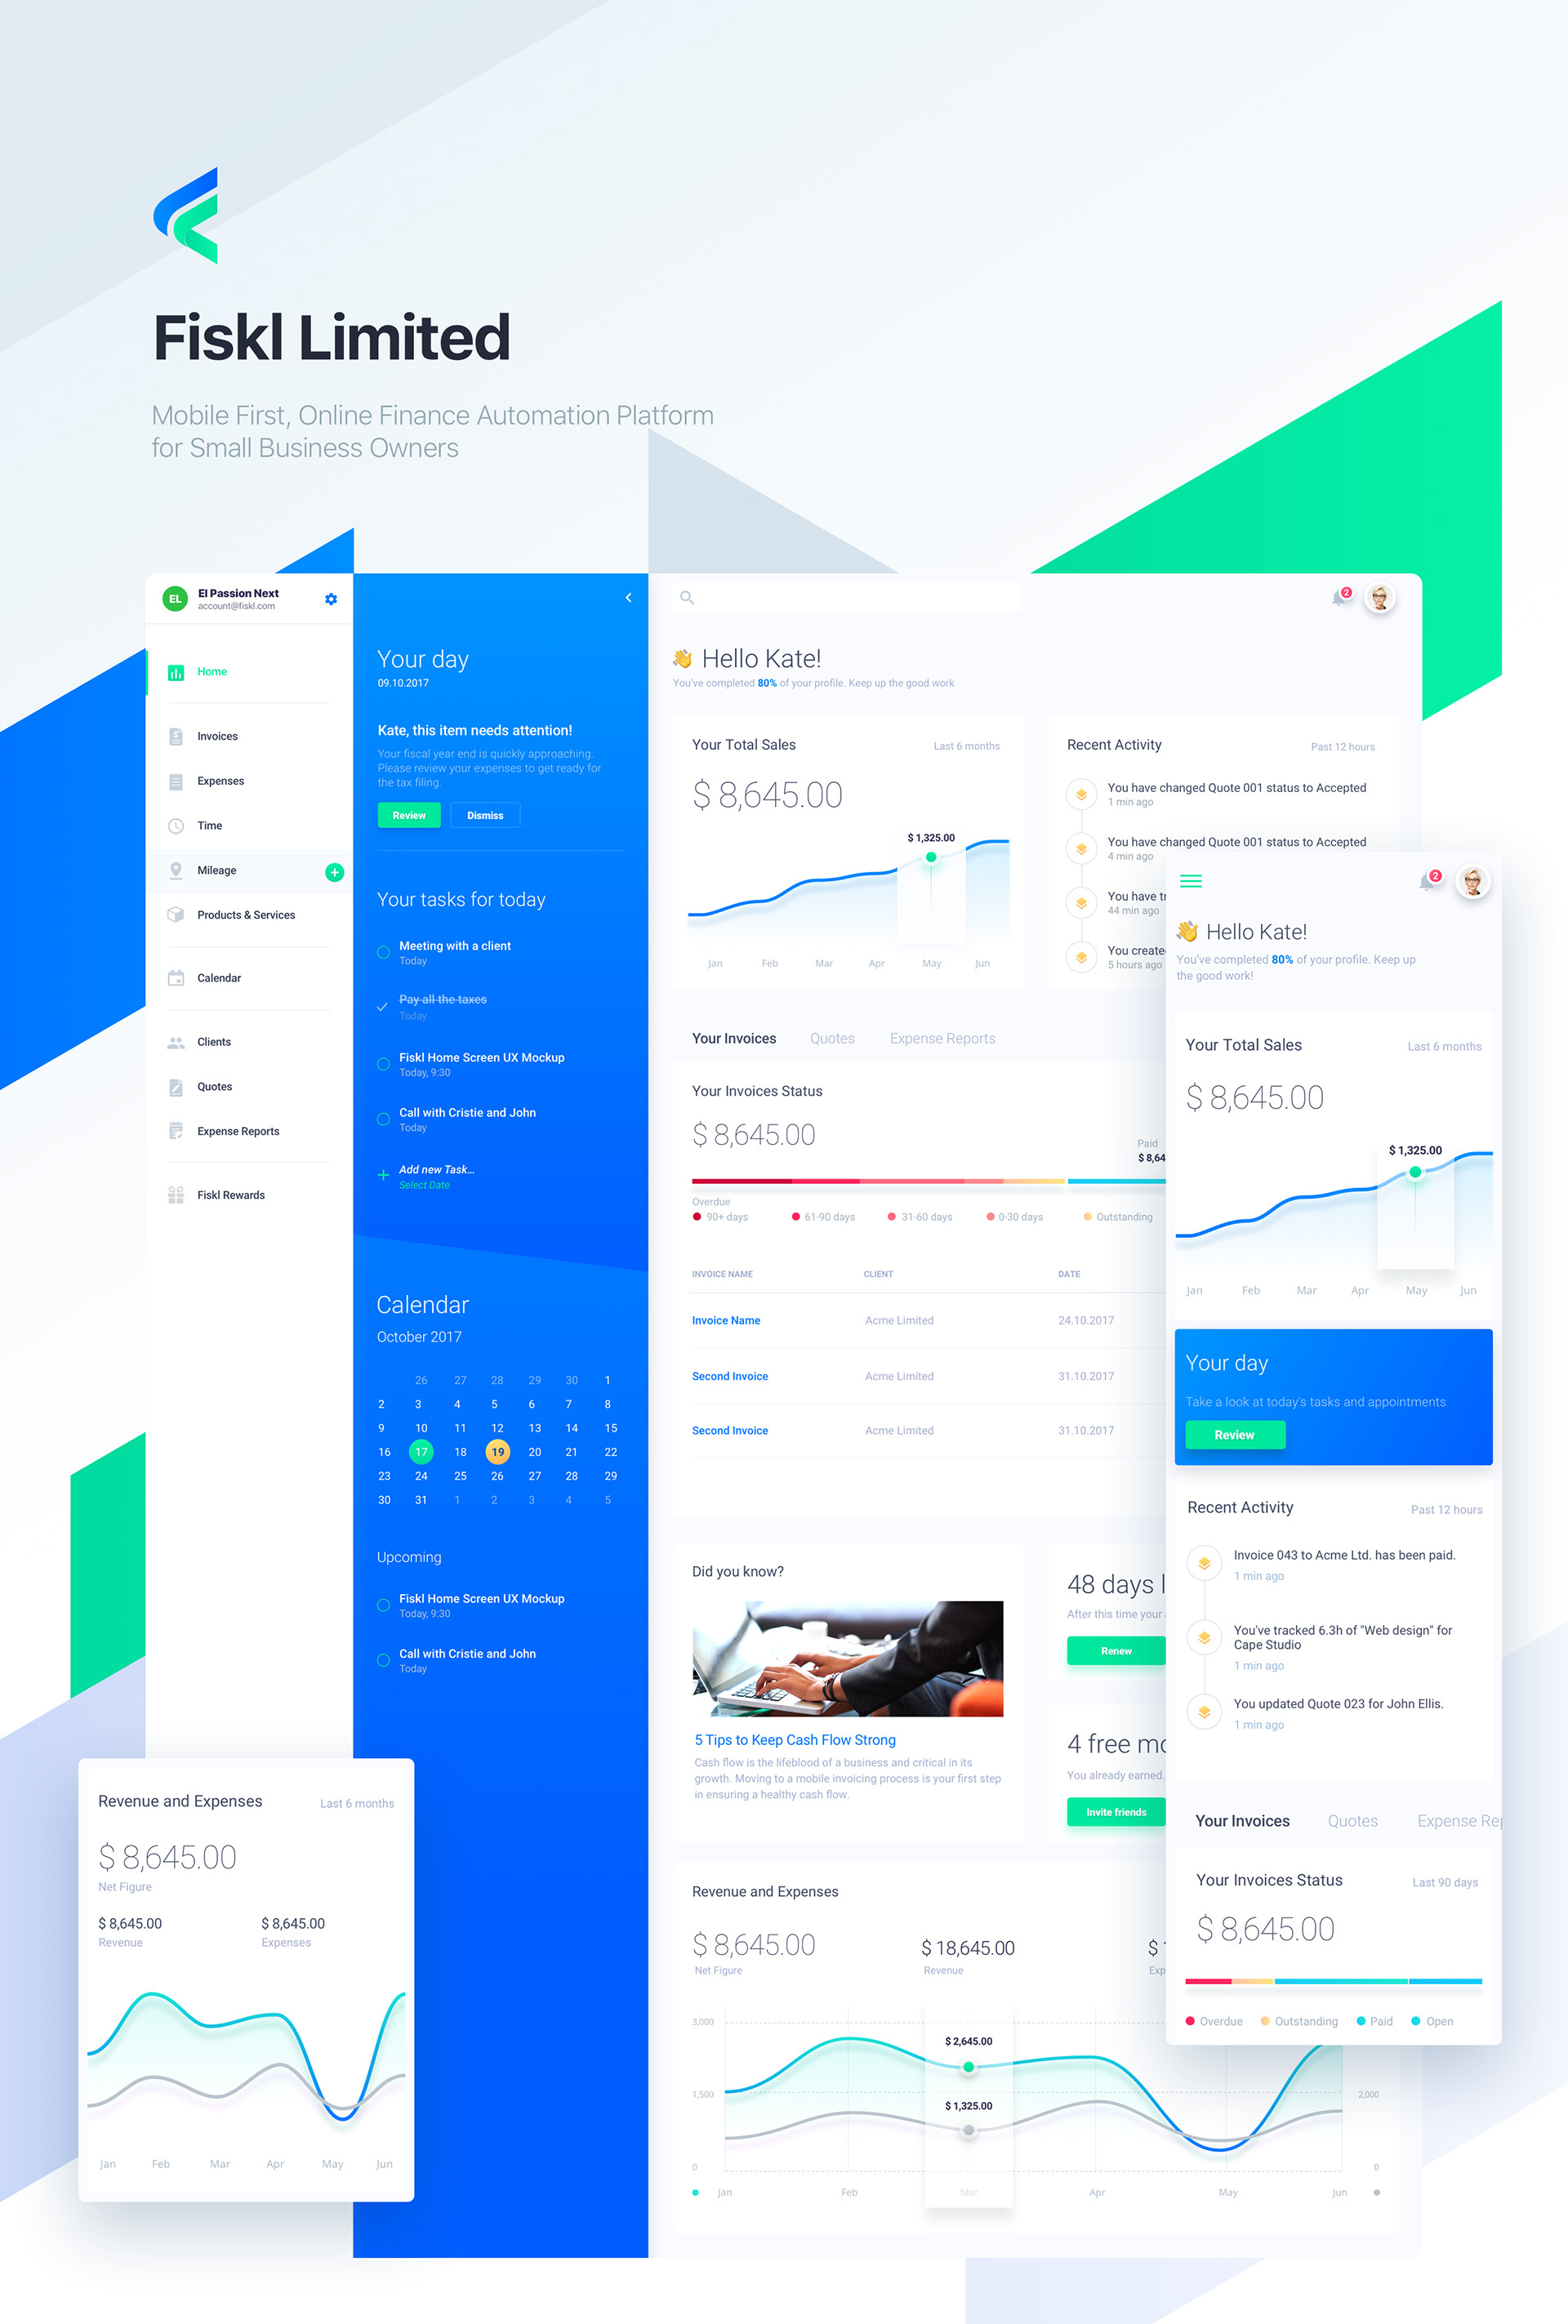 Fiskl Limited
Mobile First, Online Finance Automation Platform
for Small Business Owners
EL
El Passion Next
account@fiskl.com
Home
Invoices
Expenses
Time
Mileage
Products & Services
Calendar
Clients
Quotes
Expense Reports
Fiskl Rewards
Your day
09.10.2017
Kate, this item needs attention!
Your fiscal year end is quickly approaching.
Please review your expenses to get ready for
the tax filing.
Review
Dismiss
Your tasks for today
Meeting with a client
Today
Pay all the taxes
Today
Fiskl Home Screen UX Mockup
Today, 9:30
Call with Cristie and John
Today
Add new Task...
Select Date
Calendar
October 2017
26 27 28 29 30 1
2 3 4 5 6 7 8
9 10 11 12 13 14 15
16 17 18 19 20 21 22
23 24 25 26 27 28 29
30 31 1 2 3 4 5
Upcoming
Fiskl Home Screen UX Mockup
Today, 9:30
Call with Cristie and John
Today
2
Hello Kate!
You've completed 80% of your profile. Keep up the good work
Your Total Sales
Last 6 months
$ 8,645.00
$ 1,325.00
Jan Feb Mar Apr May Jun
Recent Activity
Past 12 hours
You have changed Quote 001 status to Accepted
1 min ago
You have changed Quote 001 status to Accepted
4 min ago
You have tr
44 min ago
You create
5 hours ago
Your Invoices
Quotes
Expense Reports
Your Invoices Status
$ 8,645.00
Paid
$ 8,64
Overdue
90+ days
61-90 days
31-60 days
0-30 days
Outstanding
INVOICE NAME CLIENT DATE
Invoice Name Acme Limited 24.10.2017
Second Invoice Acme Limited 31.10.2017
Second Invoice Acme Limited 31.10.2017
Did you know?
5 Tips to Keep Cash Flow Strong
Cash flow is the lifeblood of a business and critical in its
growth. Moving to a mobile invoicing process is your first step
in ensuring a healthy cash flow.
48 days l
After this time your
Renew
4 free mo
You already earned.
Invite friends
Revenue and Expenses
$ 8,645.00
Net Figure
$ 18,645.00
Revenue
$ 1
Exp
3,000
1,500
0
$ 2,645.00
$ 1,325.00
2,000
0
Jan Feb Mar Apr May Jun
2
Hello Kate!
You've completed 80% of your profile. Keep up
the good work!
Your Total Sales
Last 6 months
$ 8,645.00
$ 1,325.00
Jan Feb Mar Apr May Jun
Your day
Take a look at today's tasks and appointments
Review
Recent Activity
Past 12 hours
Invoice 043 to Acme Ltd. has been paid.
1 min ago
You've tracked 6.3h of "Web design" for
Cape Studio
1 min ago
You updated Quote 023 for John Ellis.
1 min ago
Your Invoices
Quotes
Expense Rep
Your Invoices Status
Last 90 days
$ 8,645.00
Overdue
Outstanding
Paid
Open
Revenue and Expenses
Last 6 months
$ 8,645.00
Net Figure
$ 8,645.00
Revenue
$ 8,645.00
Expenses
Jan Feb Mar Apr May Jun